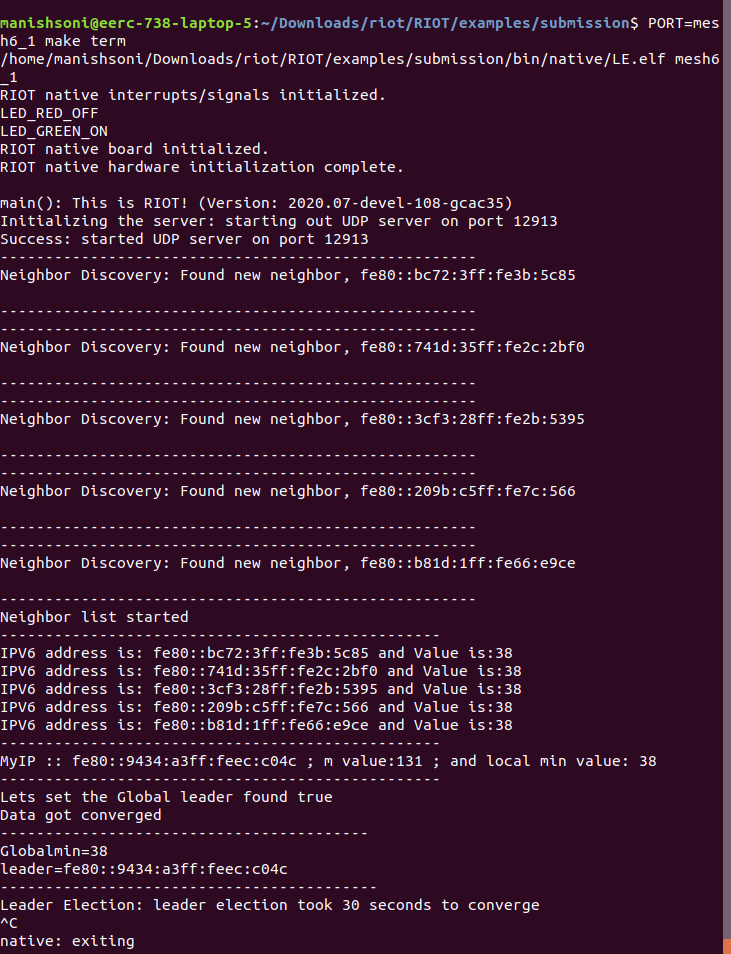 manishsoni@eerc-738-laptop-5:~/Downloads/riot/RIOT/examples/submission$ PORT=mes
h6_1 make term
/home/manishsoni/Downloads/riot/RIOT/examples/submission/bin/native/LE.elf mesh6
_1
RIOT native interrupts/signals initialized.
LED_RED_OFF
LED_GREEN_ON
RIOT native board initialized.
RIOT native hardware initialization complete.

main(): This is RIOT! (Version: 2020.07-devel-108-gcac35)
Initializing the server: starting out UDP server on port 12913
Success: started UDP server on port 12913
-----------------------------------------------------
Neighbor Discovery: Found new neighbor, fe80::bc72:3ff:fe3b:5c85

-----------------------------------------------------
-----------------------------------------------------
Neighbor Discovery: Found new neighbor, fe80::741d:35ff:fe2c:2bf0

-----------------------------------------------------
-----------------------------------------------------
Neighbor Discovery: Found new neighbor, fe80::3cf3:28ff:fe2b:5395

-----------------------------------------------------
-----------------------------------------------------
Neighbor Discovery: Found new neighbor, fe80::209b:c5ff:fe7c:566

-----------------------------------------------------
-----------------------------------------------------
Neighbor Discovery: Found new neighbor, fe80::b81d:1ff:fe66:e9ce

-----------------------------------------------------
Neighbor list started
-------------------------------------------------
IPV6 address is: fe80::bc72:3ff:fe3b:5c85 and Value is:38
IPV6 address is: fe80::741d:35ff:fe2c:2bf0 and Value is:38
IPV6 address is: fe80::3cf3:28ff:fe2b:5395 and Value is:38
IPV6 address is: fe80::209b:c5ff:fe7c:566 and Value is:38
IPV6 address is: fe80::b81d:1ff:fe66:e9ce and Value is:38
-------------------------------------------------
MyIP :: fe80::9434:a3ff:feec:c04c ; m value:131 ; and local min value: 38
-------------------------------------------------
Lets set the Global leader found true
Data got converged
-----------------------------------------
Globalmin=38
leader=fe80::9434:a3ff:feec:c04c
------------------------------------------
Leader Election: leader election took 30 seconds to converge
^C
native: exiting